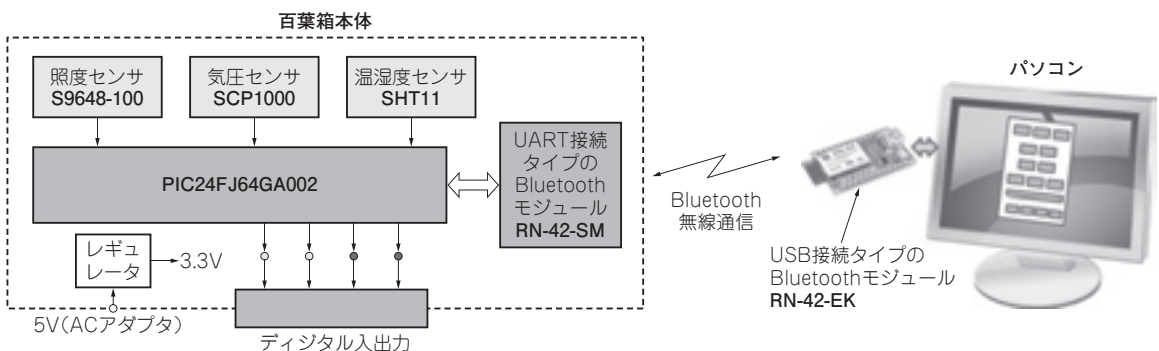 百葉箱本体
照度センサ
S9648-100
気圧センサ
SCP1000
温湿度センサ
SHT11
PIC24FJ64GA002
UART接続
タイプの
Bluetooth
モジュール
RN-42-SM
レギュ
レータ
3.3V
5V(ACアダプタ)
ディジタル入出力
Bluetooth
無線通信
パソコン
USB接続タイプの
Bluetoothモジュール
RN-42-EK